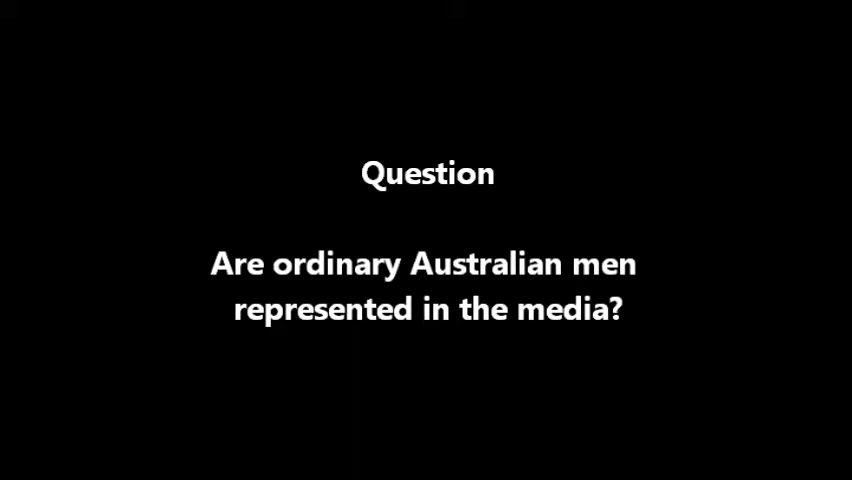 Question
Are ordinary Australian men
represented in the media?